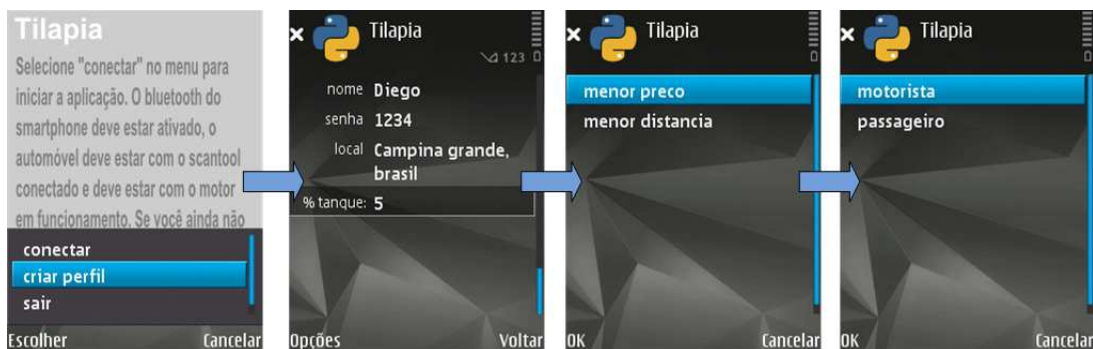 Tilapia
Selecione "conectar" no menu para
iniciar a aplicação. O bluetooth do
smartphone deve estar ativado, o
automóvel deve estar com o scantool
conectado e deve estar com o motor
em funcionamento. Se você ainda não
conectar
criar perfil
sair
Escolher Cancelar
Tilapia
123
nome Diego
senha 1234
local Campina grande,
brasil
% tanque: 5
Opções Voltar
Tilapia
menor preco
menor distancia
OK Cancelar
Tilapia
motorista
passageiro
OK Cancelar